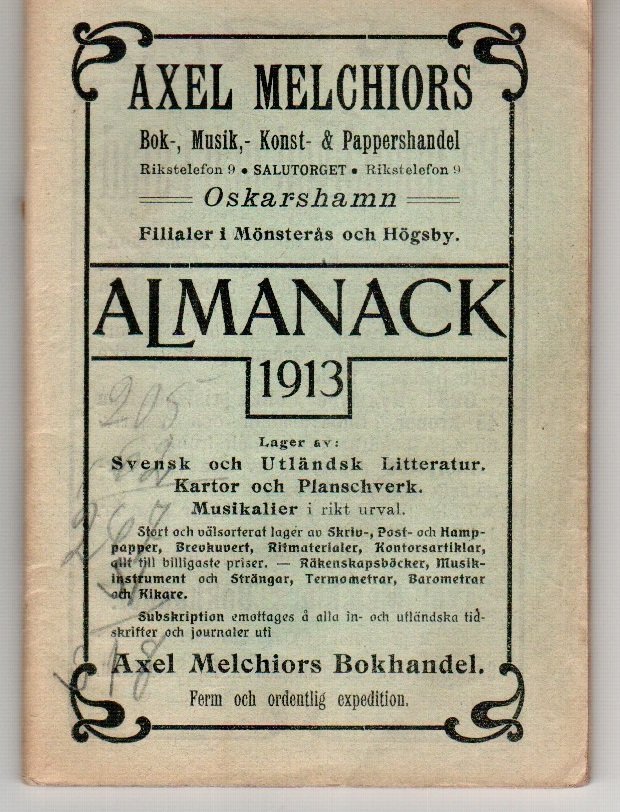 AXEL MELCHIORS
Bok-, Musik,- Konst- & Pappershandel
Rikstelefon 9 • SALUTORGET • Rikstelefon 9
Oskarshamn
Filialer i Mönsterås och Högsby.
ALMANACK
1913
Lager av:
Svensk och Utländsk Litteratur.
Kartor och Planschverk.
Musikalier i rikt urval.
Stort och välsorterat lager av Skriv-, Post- och Hamp-
papper, Brevkuvert, Ritmaterialer, Kontorsartiklar,
allt till billigaste priser. — Räkenskapsböcker, Musik-
instrument och Strängar, Termometrar, Barometrar
och Kikare.
Subskription emottages å alla in- och utländska tid-
skrifter och journaler uti
Axel Melchiors Bokhandel.
Ferm och ordentlig expedition.
205
62
267